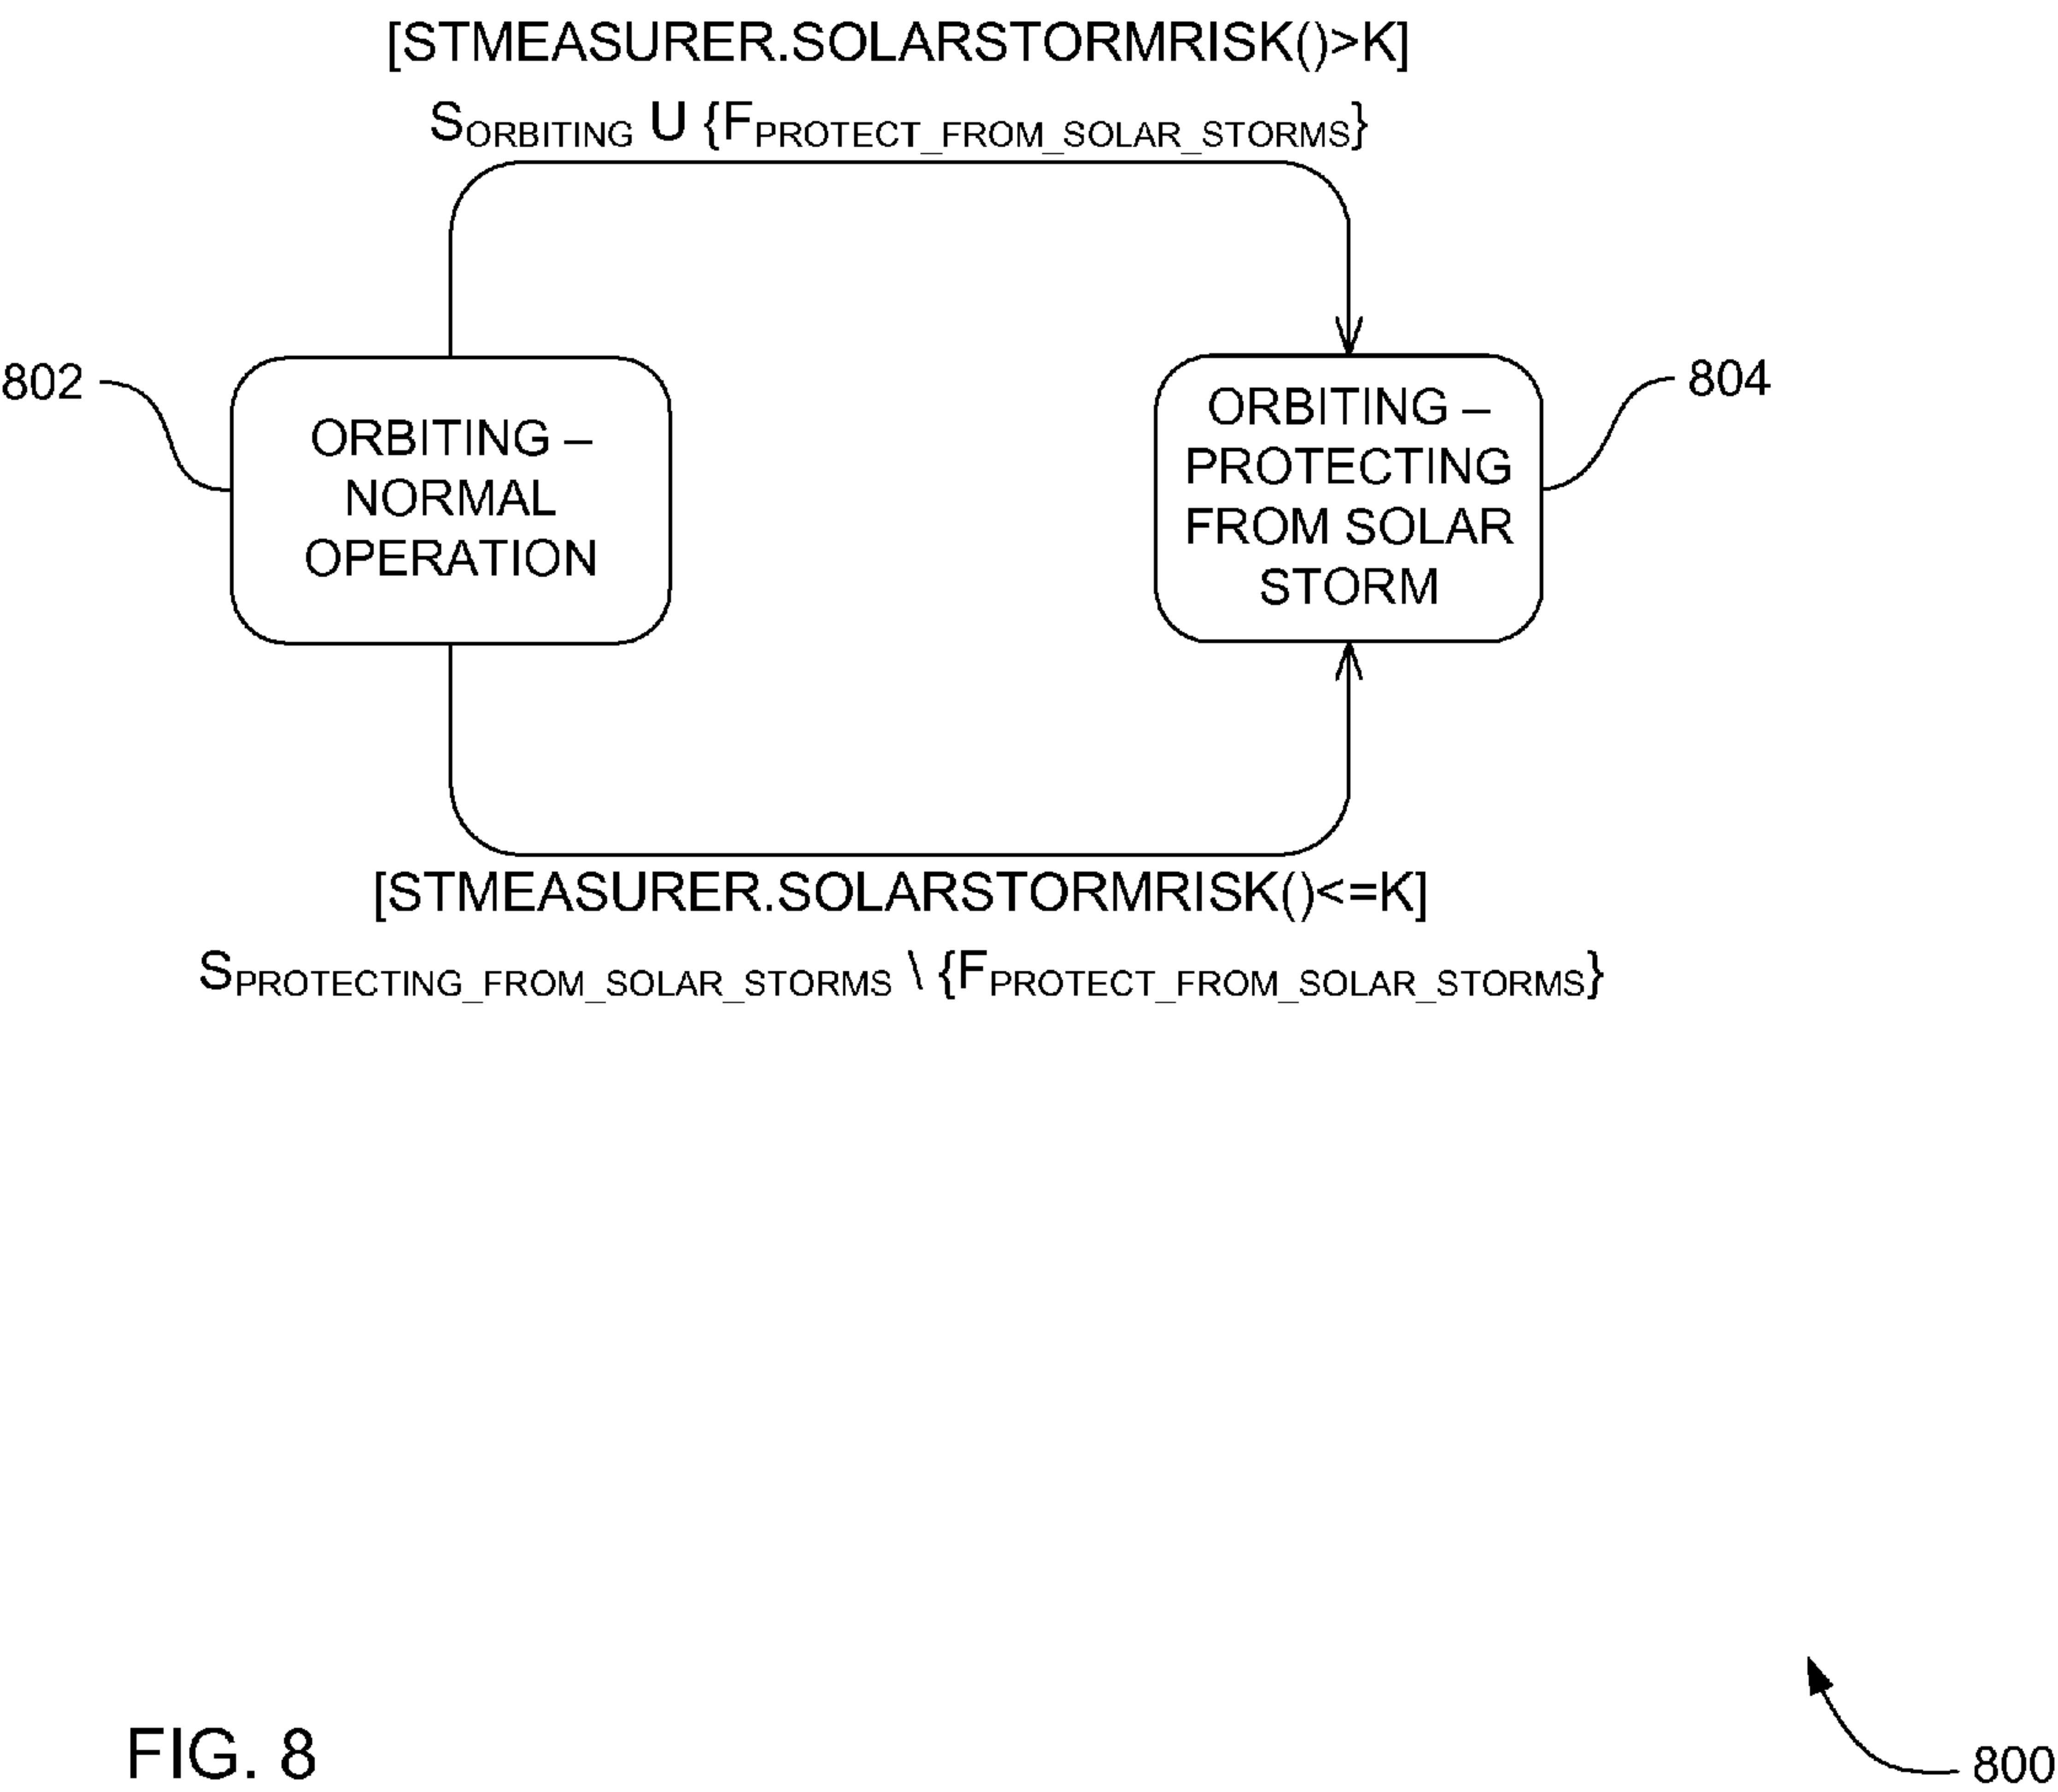 [STMEASURER.SOLARSTORMRISK()>K]
SORBITING U {FPROTECT_FROM_SOLAR_STORMS}
802
ORBITING –
NORMAL
OPERATION
ORBITING –
PROTECTING
FROM SOLAR
STORM
804
[STMEASURER.SOLARSTORMRISK()<=K]
SPROTECTING_FROM_SOLAR_STORMS \ {FPROTECT_FROM_SOLAR_STORMS}
FIG. 8
800